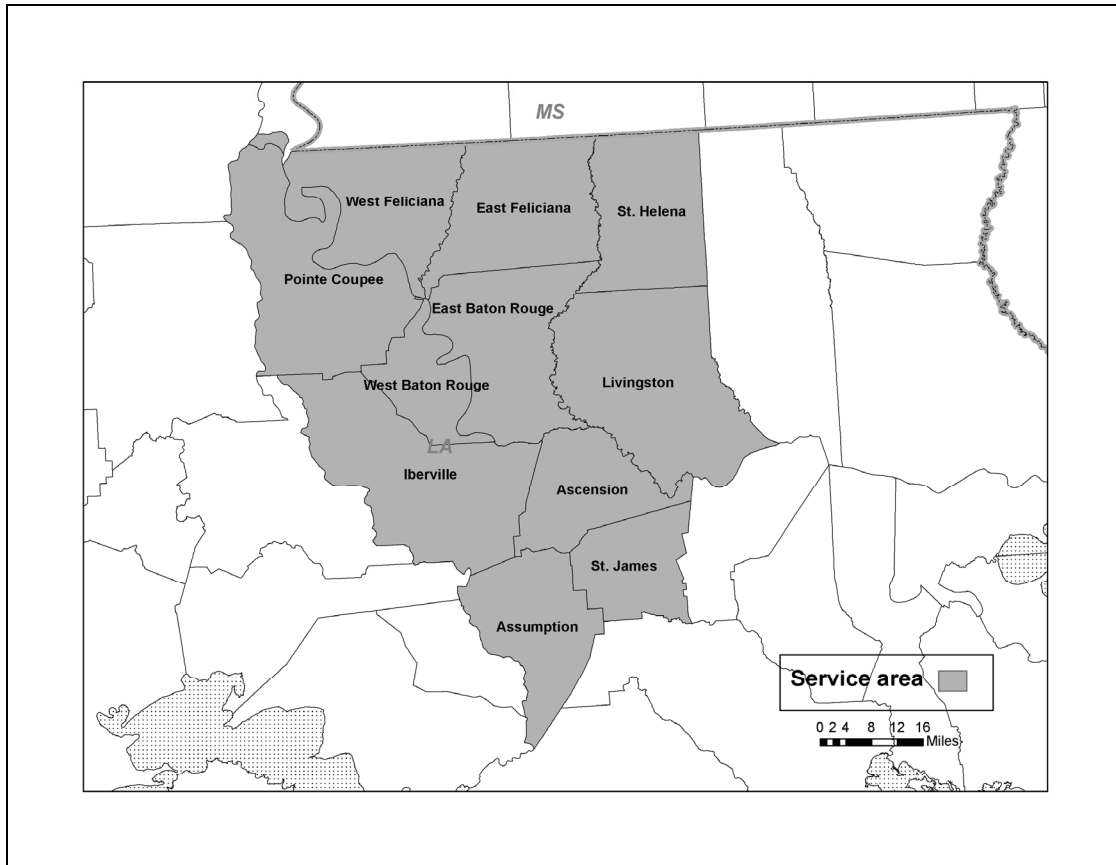 MS
West Feliciana
East Feliciana
St. Helena
Pointe Coupee
East Baton Rouge
West Baton Rouge
Livingston
LA
Iberville
Ascension
St. James
Assumption
Service area
0 2 4 8 12 16
Miles